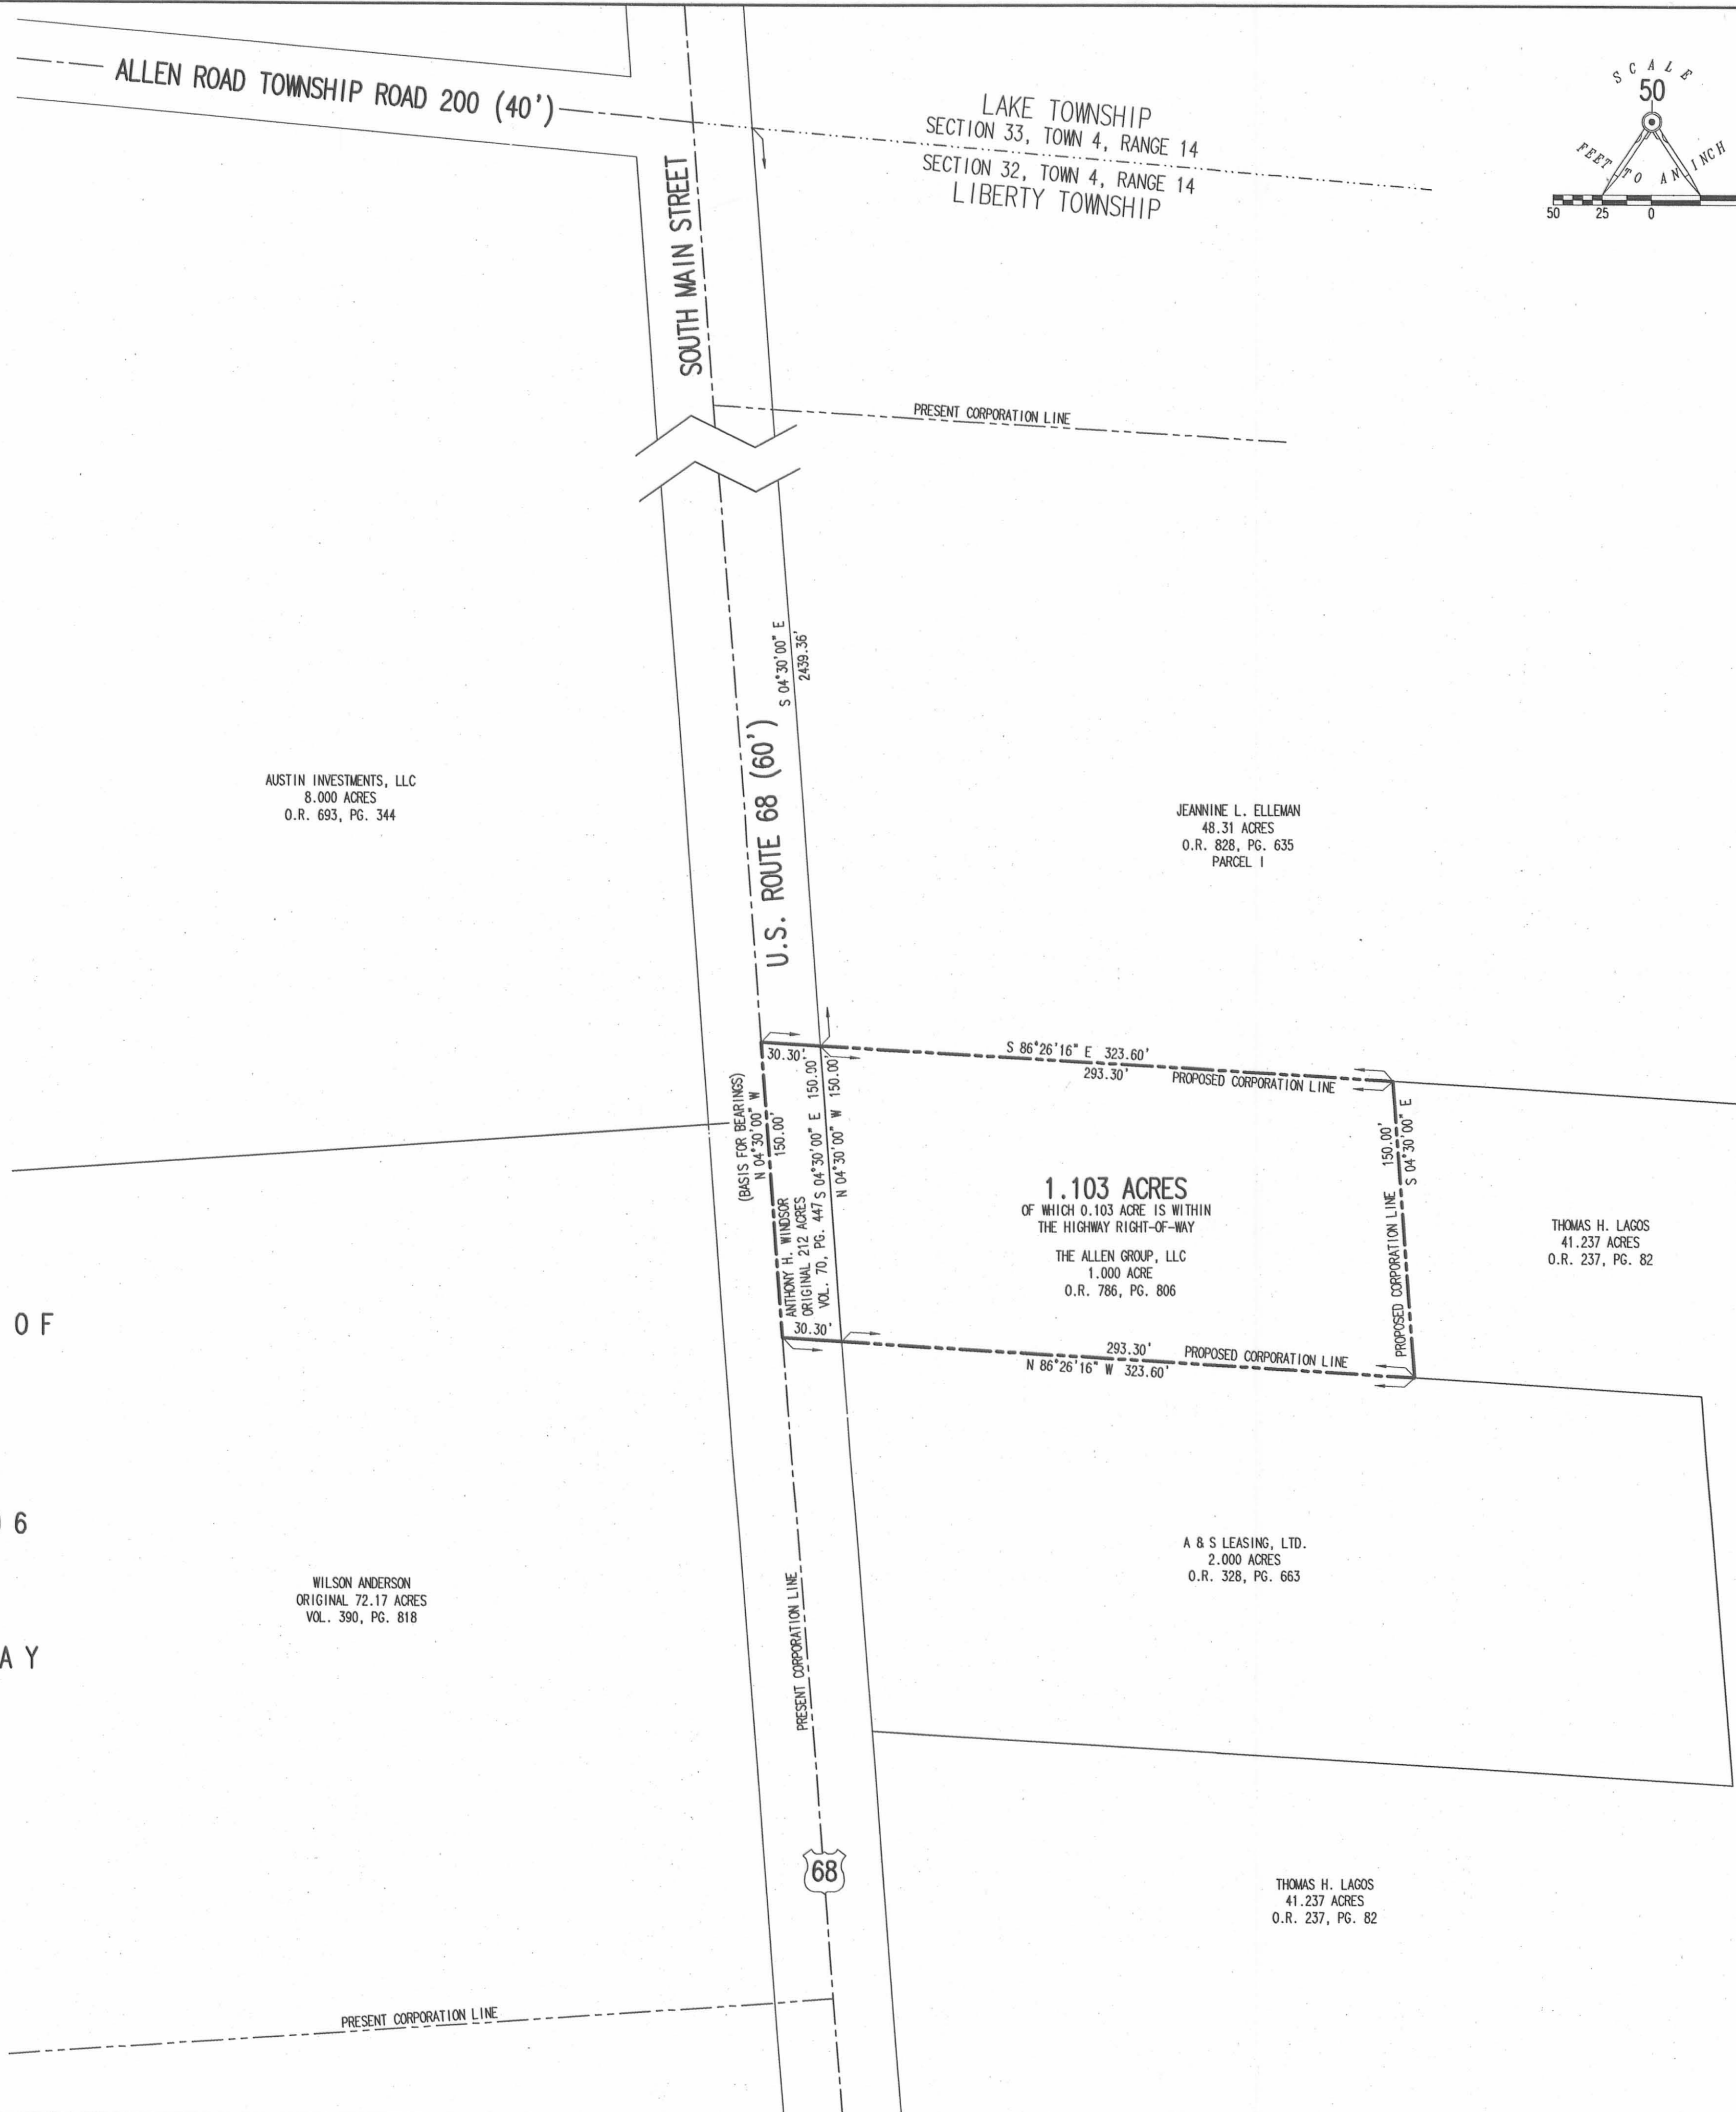 ALLEN ROAD TOWNSHIP ROAD 200 (40')
LAKE TOWNSHIP
SECTION 33, TOWN 4, RANGE 14
SECTION 32, TOWN 4, RANGE 14
LIBERTY TOWNSHIP
SCALE
50
FEET TO AN INCH
50 25 0
SOUTH MAIN STREET
PRESENT CORPORATION LINE
S 04°30'00" E
2439.36'
U.S. ROUTE 68 (60')
AUSTIN INVESTMENTS, LLC
8.000 ACRES
O.R. 693, PG. 344
JEANNINE L. ELLEMAN
48.31 ACRES
O.R. 828, PG. 635
PARCEL I
30.30'
S 86°26'16" E 323.60'
293.30' PROPOSED CORPORATION LINE
(BASIS FOR BEARINGS)
N 04°30'00" W
150.00'
S 04°30'00" E 150.00'
N 04°30'00" W 150.00'
ANTHONY H. WINDSOR
ORIGINAL 212 ACRES
VOL. 70, PG. 447
1.103 ACRES
OF WHICH 0.103 ACRE IS WITHIN
THE HIGHWAY RIGHT-OF-WAY
THE ALLEN GROUP, LLC
1.000 ACRE
O.R. 786, PG. 806
PROPOSED CORPORATION LINE 150.00'
S 04°30'00" E
THOMAS H. LAGOS
41.237 ACRES
O.R. 237, PG. 82
30.30'
293.30' PROPOSED CORPORATION LINE
N 86°26'16" W 323.60'
OF
6
AY
WILSON ANDERSON
ORIGINAL 72.17 ACRES
VOL. 390, PG. 818
A & S LEASING, LTD.
2.000 ACRES
O.R. 328, PG. 663
PRESENT CORPORATION LINE
68
THOMAS H. LAGOS
41.237 ACRES
O.R. 237, PG. 82
PRESENT CORPORATION LINE